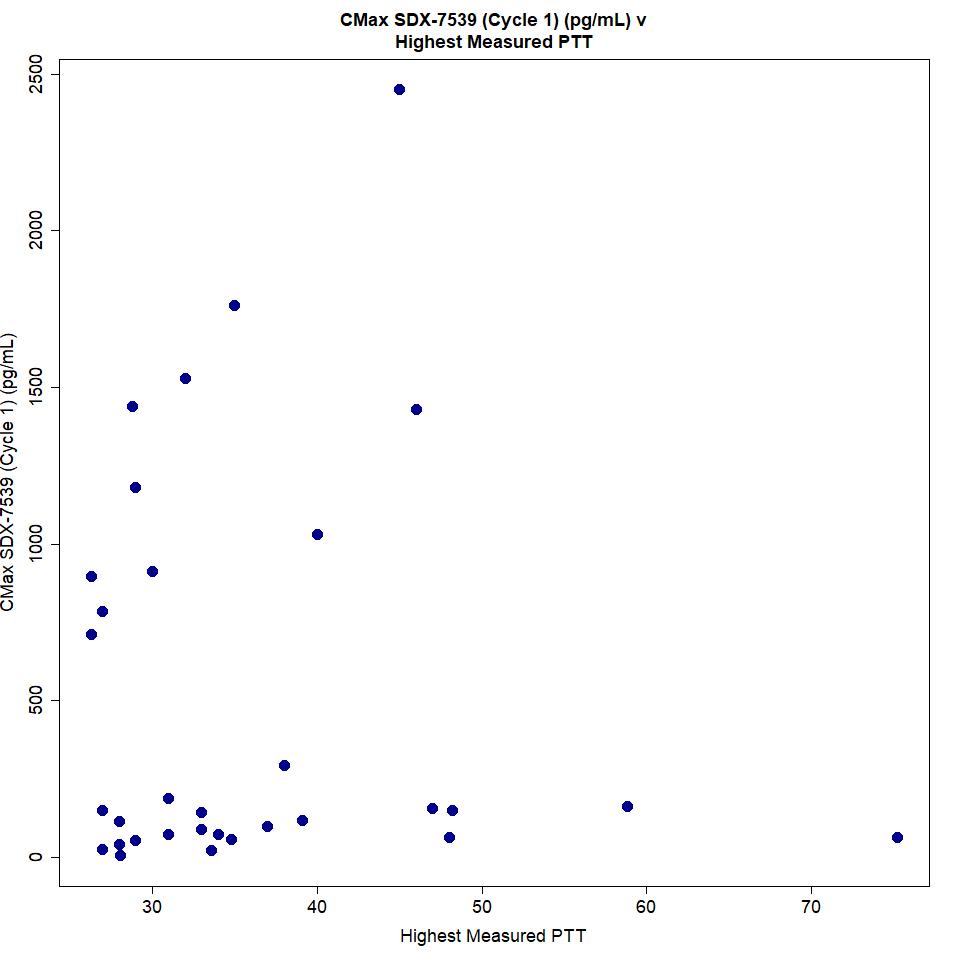 CMax SDX-7539 (Cycle 1) (pg/mL) v
Highest Measured PTT
2500
2000
1500
1000
500
0
CMax SDX-7539 (Cycle 1) (pg/mL)
30 40 50 60 70
Highest Measured PTT